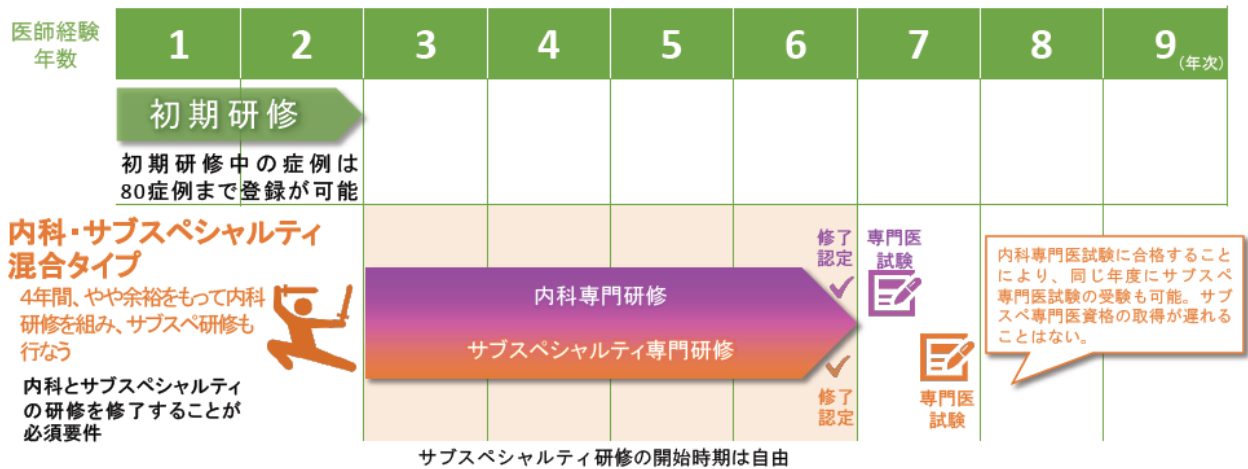 医師経験
年数
1 2 3 4 5 6 7 8 9(年次)
初期研修
初期研修中の症例は
80症例まで登録が可能
内科・サブスペシャルティ
混合タイプ
4年間、やや余裕をもって内科
研修を組み、サブスペ研修も
行なう
内科とサブスペシャルティ
の研修を修了することが
必須要件
内科専門研修
サブスペシャルティ専門研修
修了
認定
専門医
試験
修了
認定
専門医
試験
内科専門医試験に合格すること
により、同じ年度にサブスペ
専門医試験の受験も可能。サブ
スペ専門医資格の取得が遅れる
ことはない。
サブスペシャルティ研修の開始時期は自由